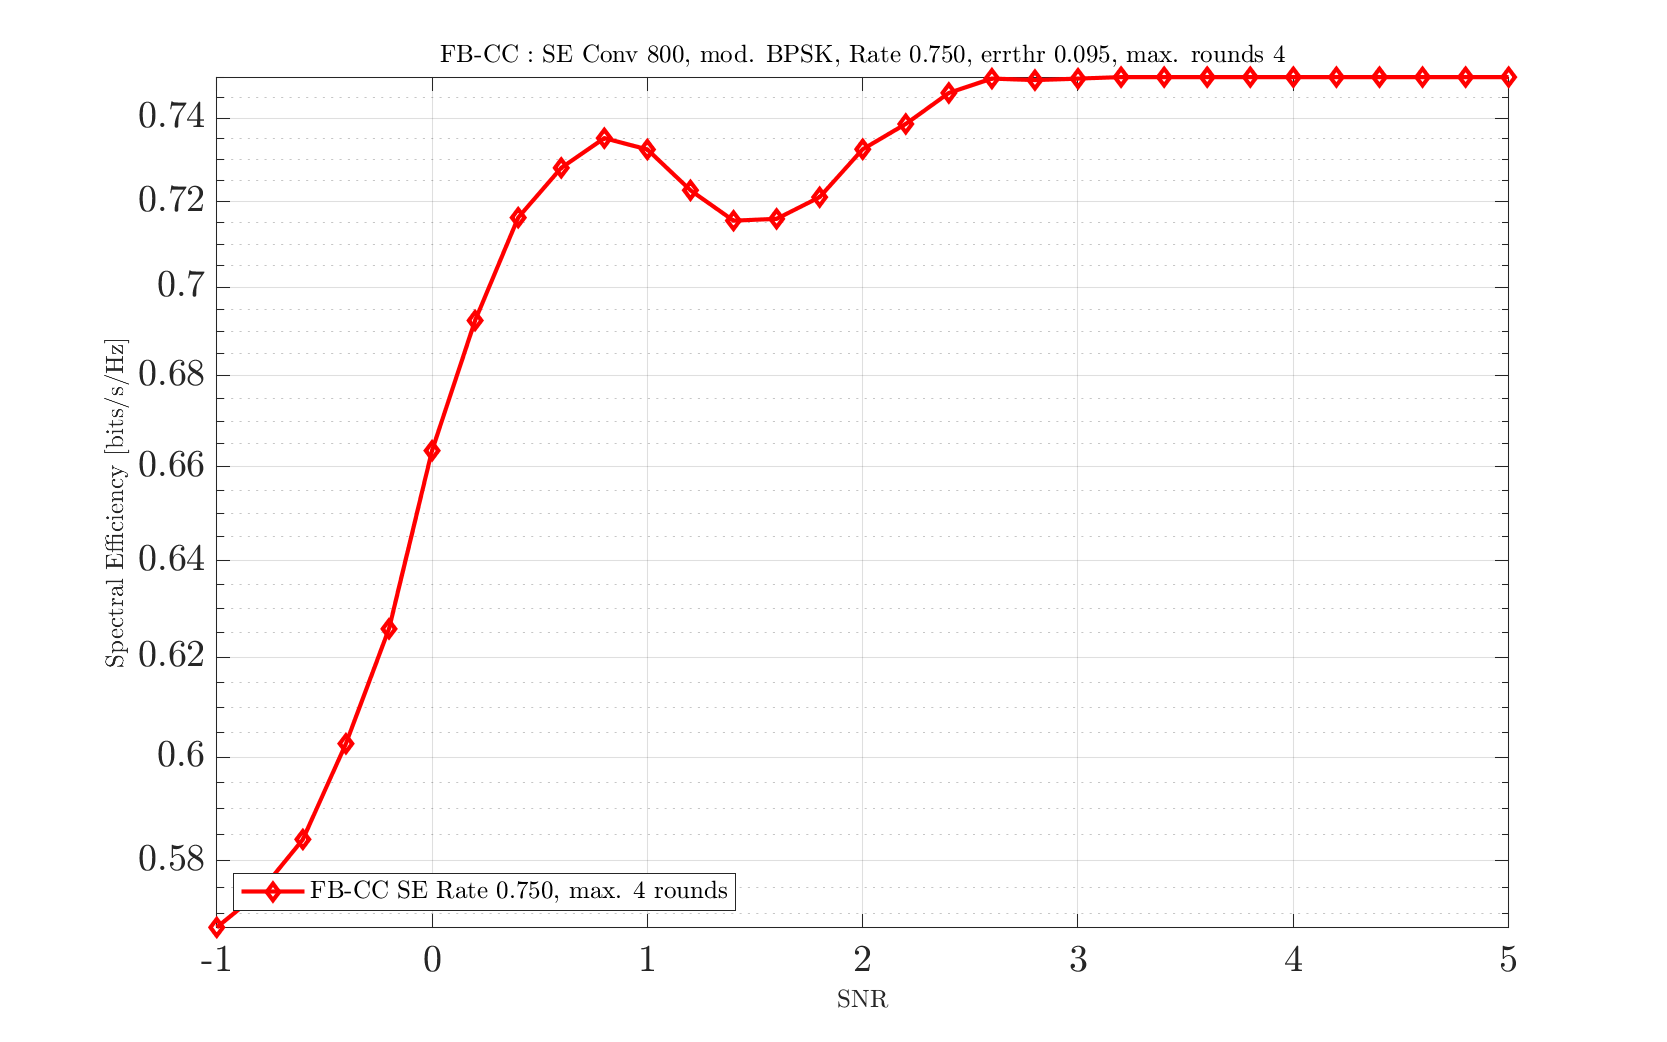 FB-CC : SE Conv 800, mod. BPSK, Rate 0.750, errthr 0.095, max. rounds 4
0.74
0.72
0.7
0.68
0.66
0.64
0.62
0.6
0.58
Spectral Efficiency [bits/s/Hz]
FB-CC SE Rate 0.750, max. 4 rounds
-1 0 1 2 3 4 5
SNR